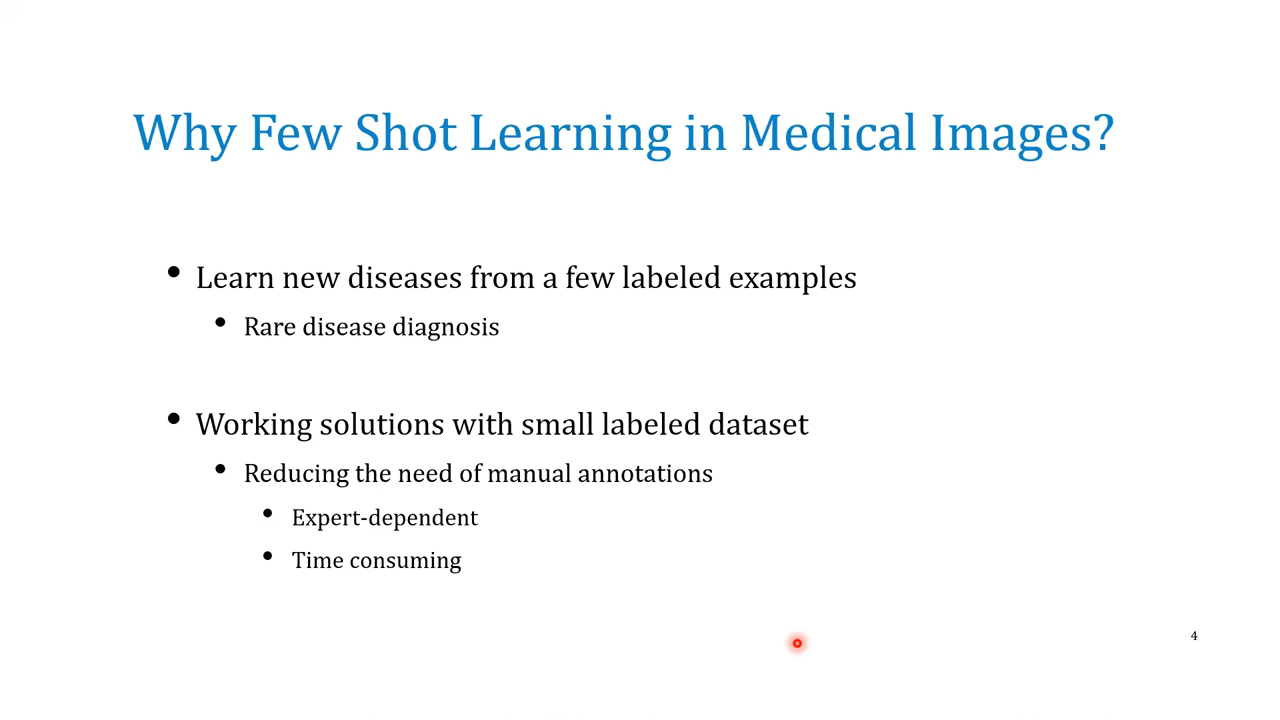 Why Few Shot Learning in Medical Images?
• Learn new diseases from a few labeled examples
• Rare disease diagnosis
• Working solutions with small labeled dataset
• Reducing the need of manual annotations
• Expert-dependent
• Time consuming
4